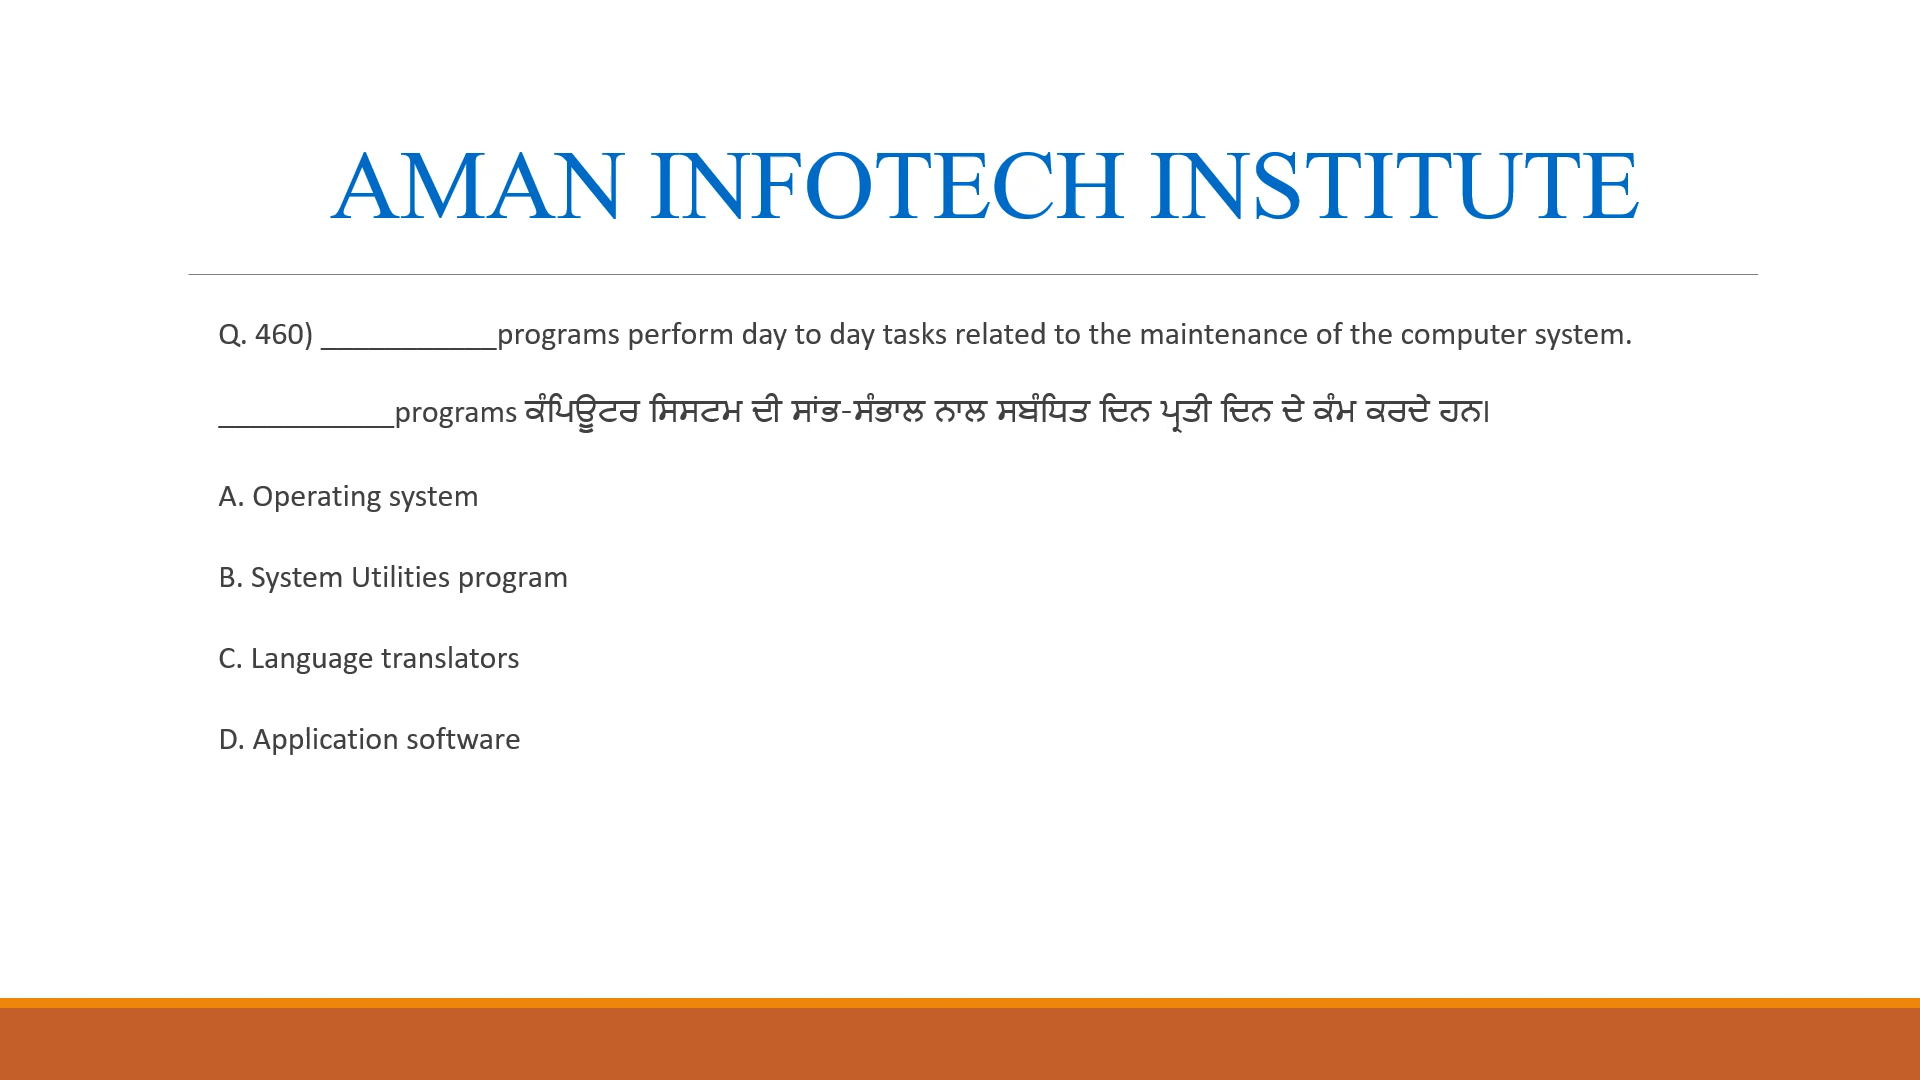 AMAN INFOTECH INSTITUTE
Q. 460) ___________programs perform day to day tasks related to the maintenance of the computer system.
___________programs ਕੰਪਿਊਟਰ ਸਿਸਟਮ ਦੀ ਸਾਂਭ-ਸੰਭਾਲ ਨਾਲ ਸਬੰਧਿਤ ਦਿਨ ਪ੍ਰਤੀ ਦਿਨ ਦੇ ਕੰਮ ਕਰਦੇ ਹਨ।
A. Operating system
B. System Utilities program
C. Language translators
D. Application software